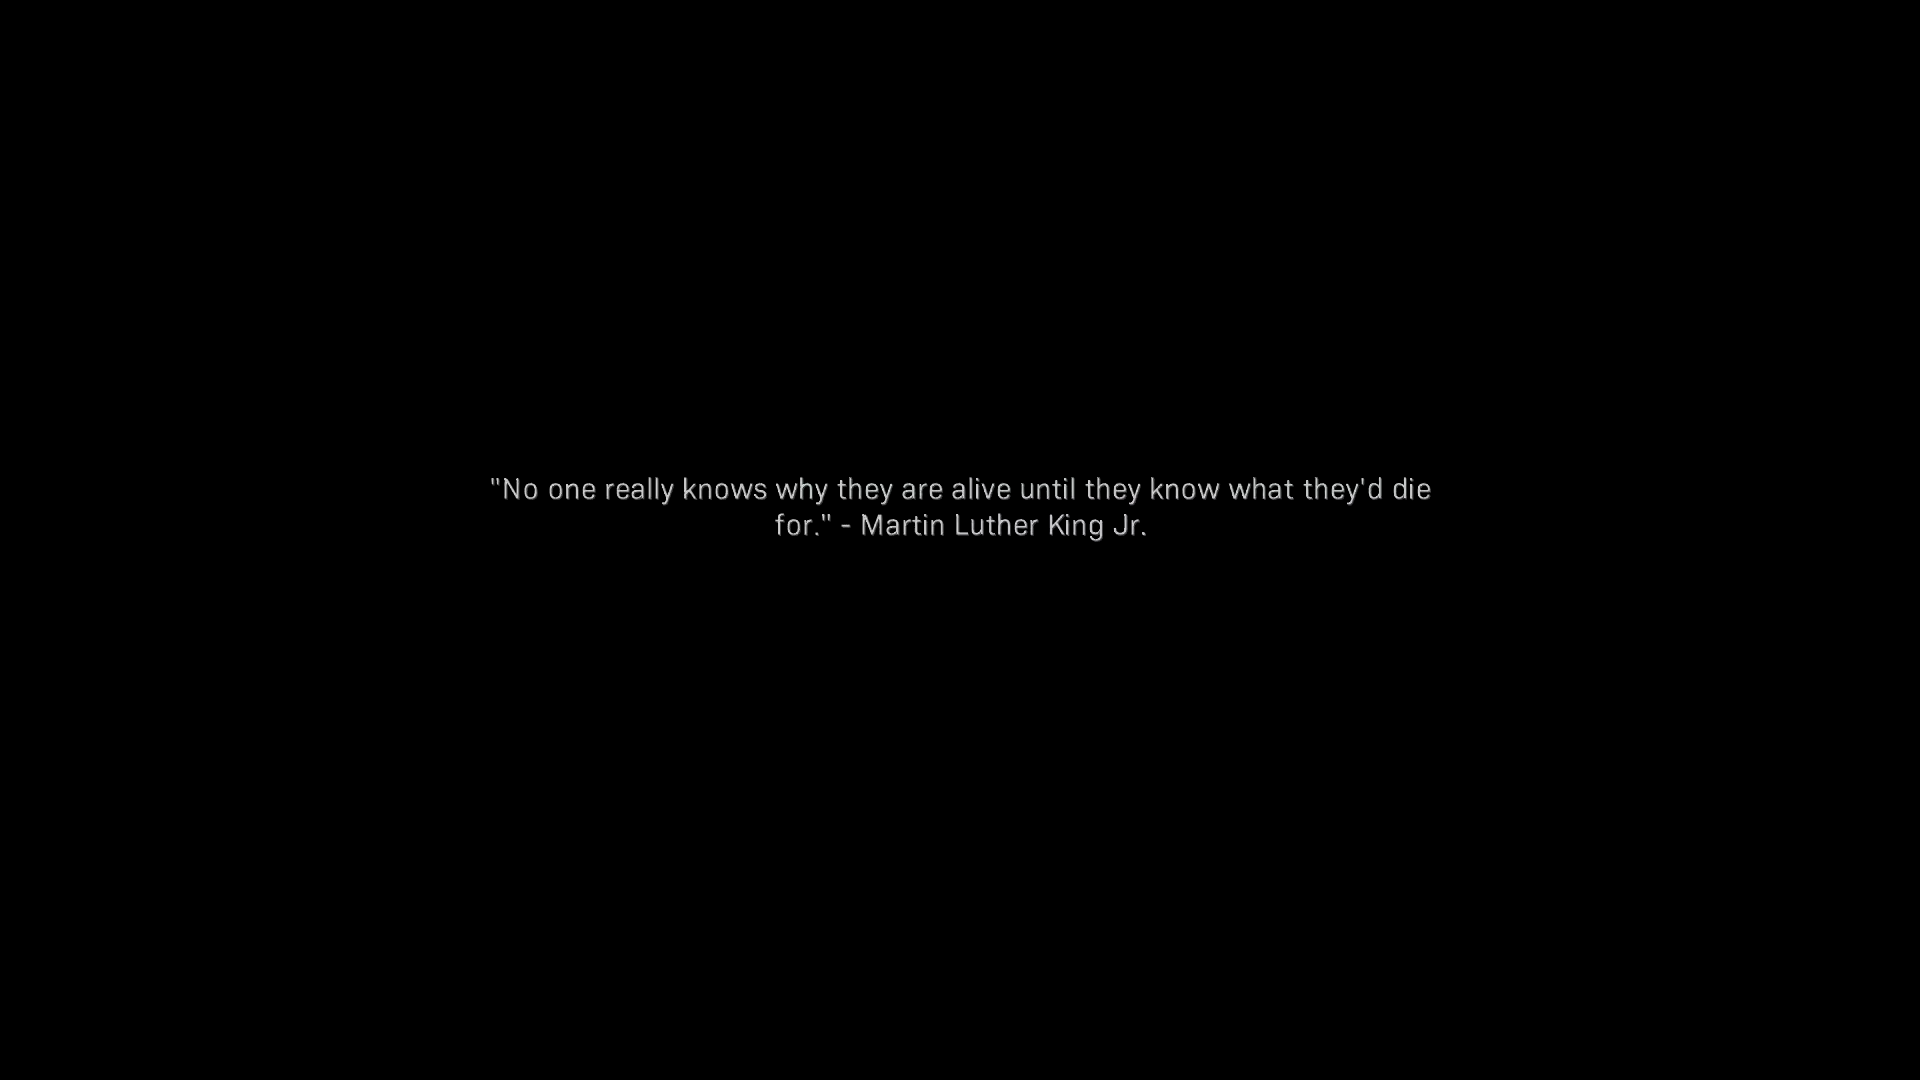 "No one really knows why they are alive until they know what they'd die
for." - Martin Luther King Jr.